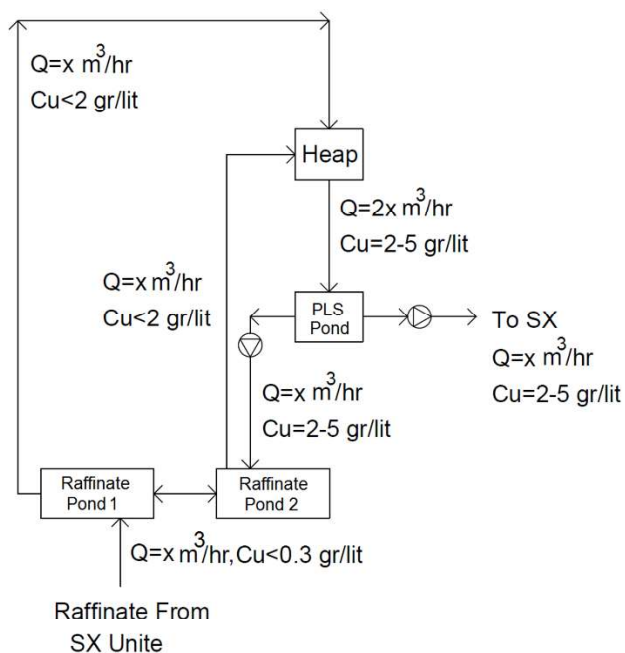 Q=x m³/hr
Cu<2 gr/lit
Heap
Q=2x m³/hr
Cu=2-5 gr/lit
Q=x m³/hr
Cu<2 gr/lit
PLS
Pond
To SX
Q=x m³/hr
Cu=2-5 gr/lit
Q=x m³/hr
Cu=2-5 gr/lit
Raffinate
Pond 1
Raffinate
Pond 2
Q=x m³/hr,Cu<0.3 gr/lit
Raffinate From
SX Unite